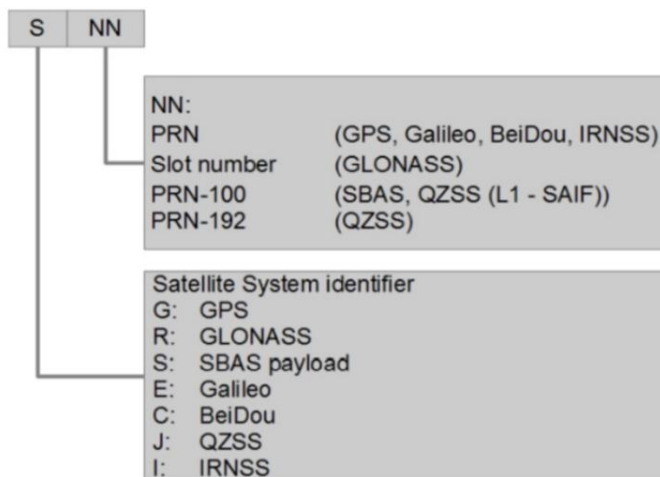 S NN
NN:
PRN (GPS, Galileo, BeiDou, IRNSS)
Slot number (GLONASS)
PRN-100 (SBAS, QZSS (L1 - SAIF))
PRN-192 (QZSS)
Satellite System identifier
G: GPS
R: GLONASS
S: SBAS payload
E: Galileo
C: BeiDou
J: QZSS
I: IRNSS